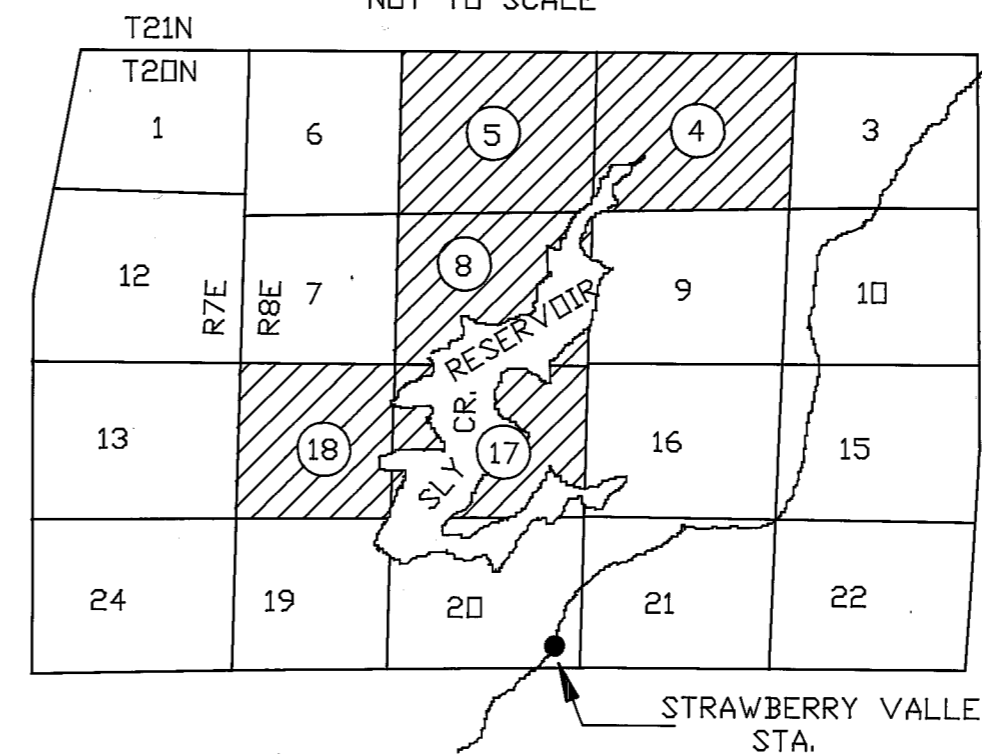 NOT TO SCALE
T21N
T20N
1
6
5
4
3
12
R7E
R8E
7
8
9
10
RESERVOIR
13
18
CR.
SLY
17
16
15
24
19
20
21
22
STRAWBERRY VALLE
STA.